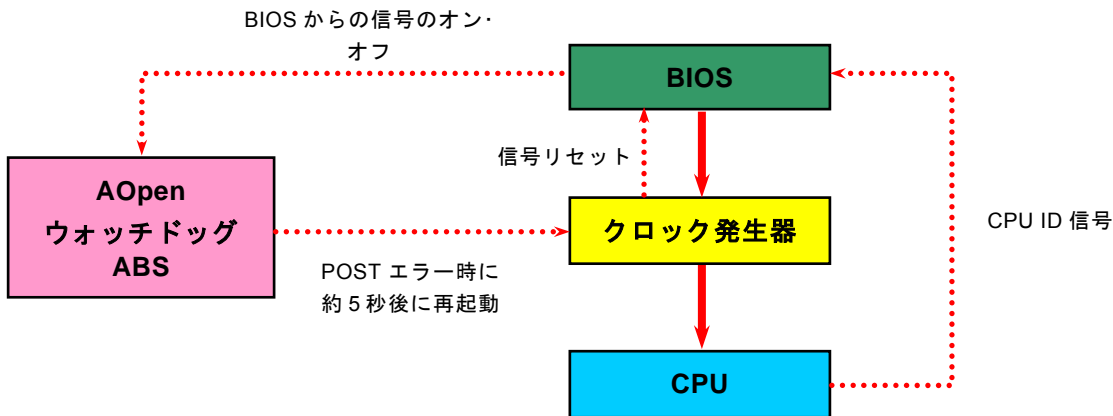 BIOS からの信号のオン・
オフ
BIOS
信号リセット
AOpen
ウォッチドッグ
ABS
クロック発生器
CPU ID 信号
POST エラー時に
約 5 秒後に再起動
CPU